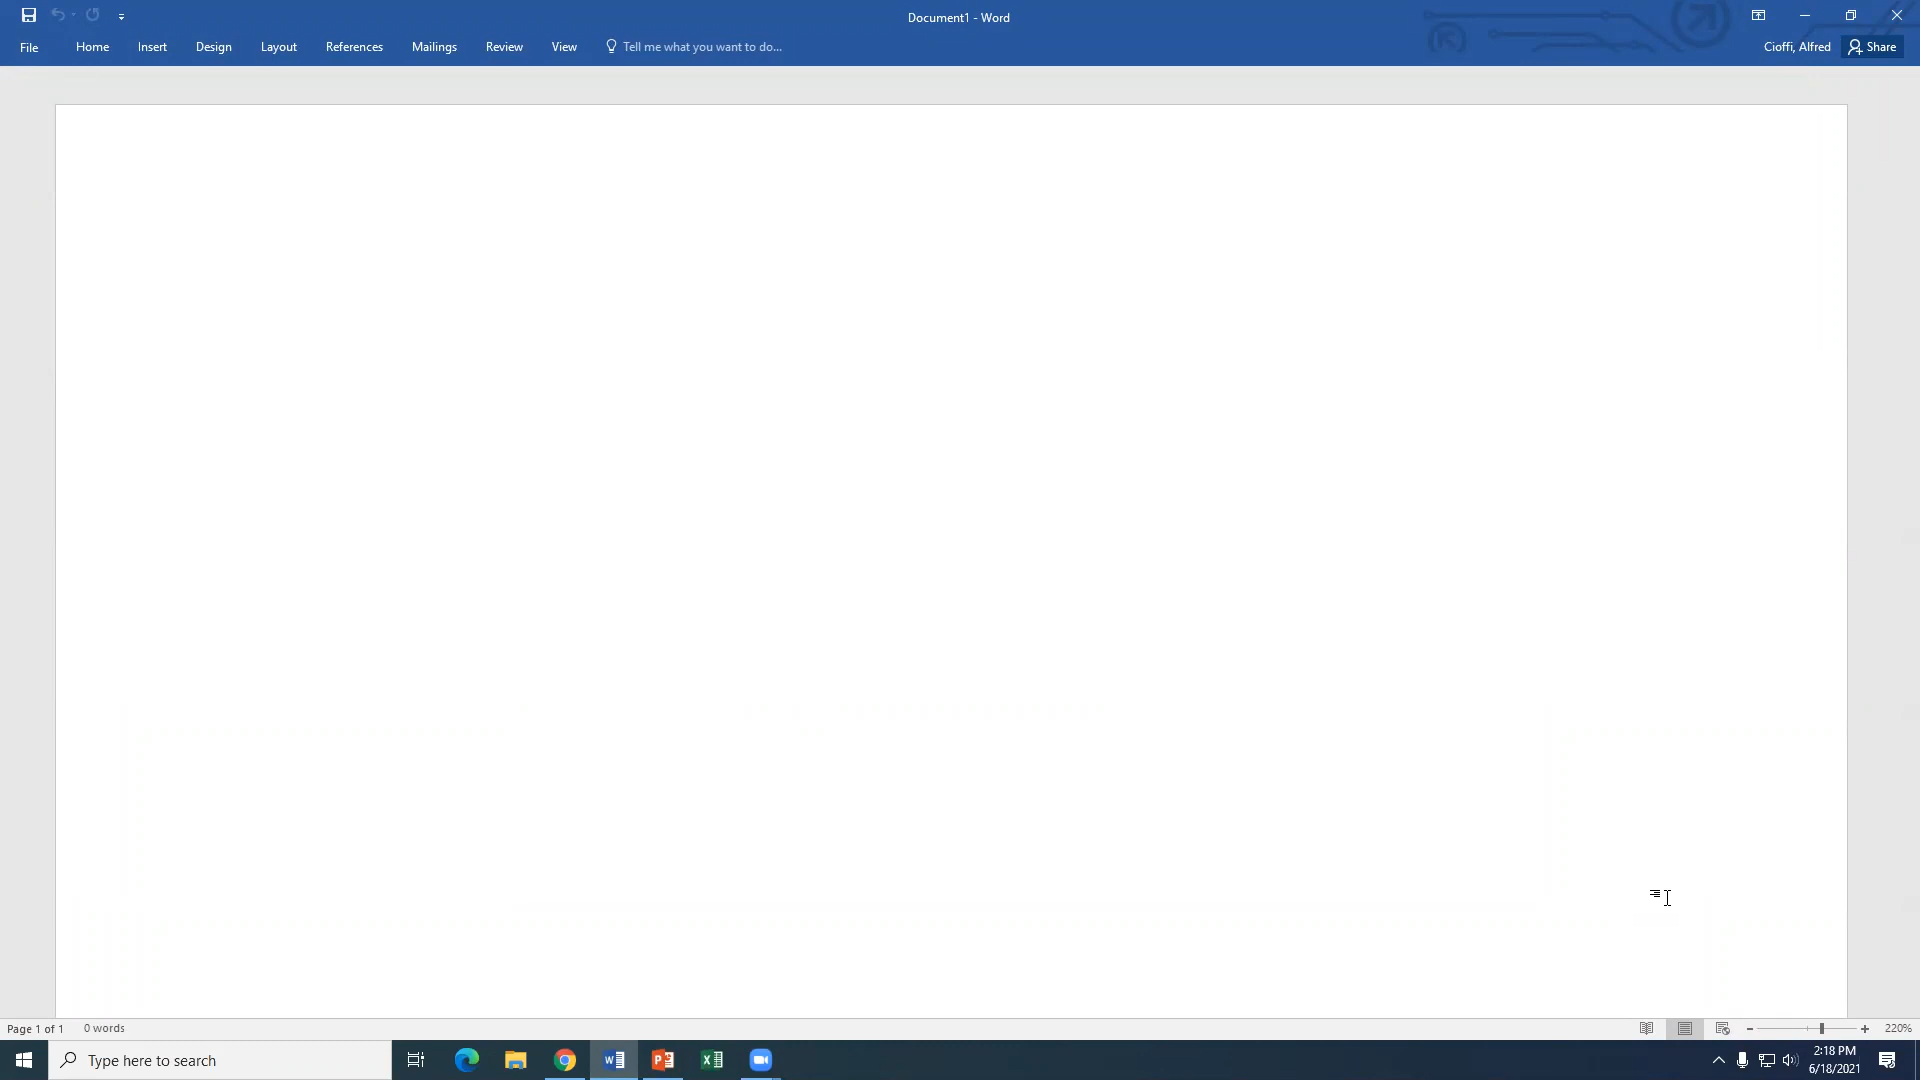 Document1 - Word
File Home Insert Design Layout References Mailings Review View Tell me what you want to do... Cioffi, Alfred Share
Page 1 of 1 0 words 220%
Type here to search
2:18 PM
6/18/2021